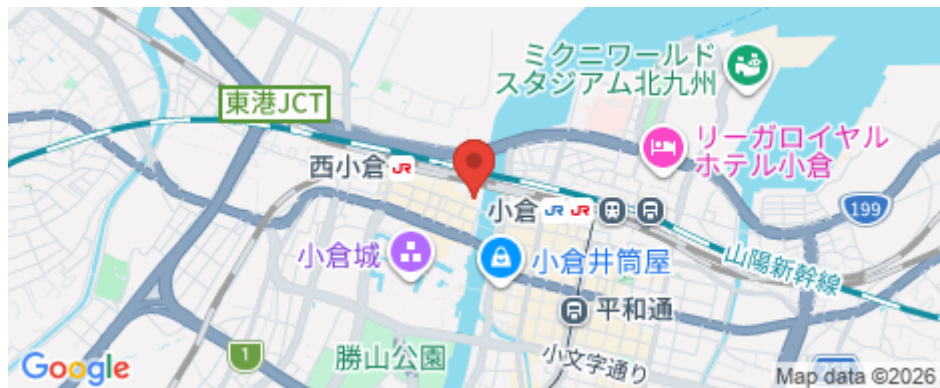 ミクニワールド
スタジアム北九州
東港JCT
リーガロイヤル
ホテル小倉
西小倉 JR
小倉 JR JR
199
小倉城
小倉井筒屋
山陽新幹線
平和通
1
勝山公園
小文字通り
Google
Map data ©2026